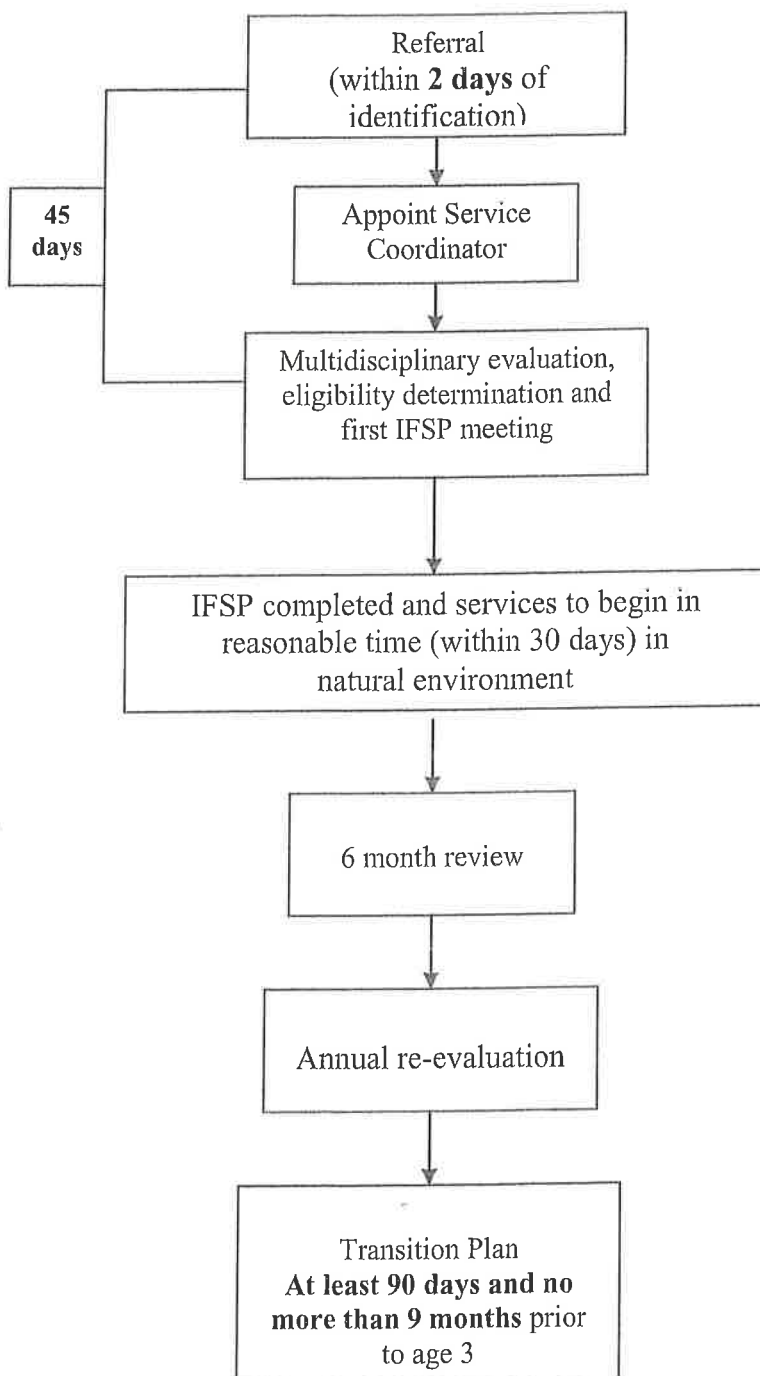 Referral
(within 2 days of
identification)
45
days
Appoint Service
Coordinator
Multidisciplinary evaluation,
eligibility determination and
first IFSP meeting
IFSP completed and services to begin in
reasonable time (within 30 days) in
natural environment
6 month review
Annual re-evaluation
Transition Plan
At least 90 days and no
more than 9 months prior
to age 3